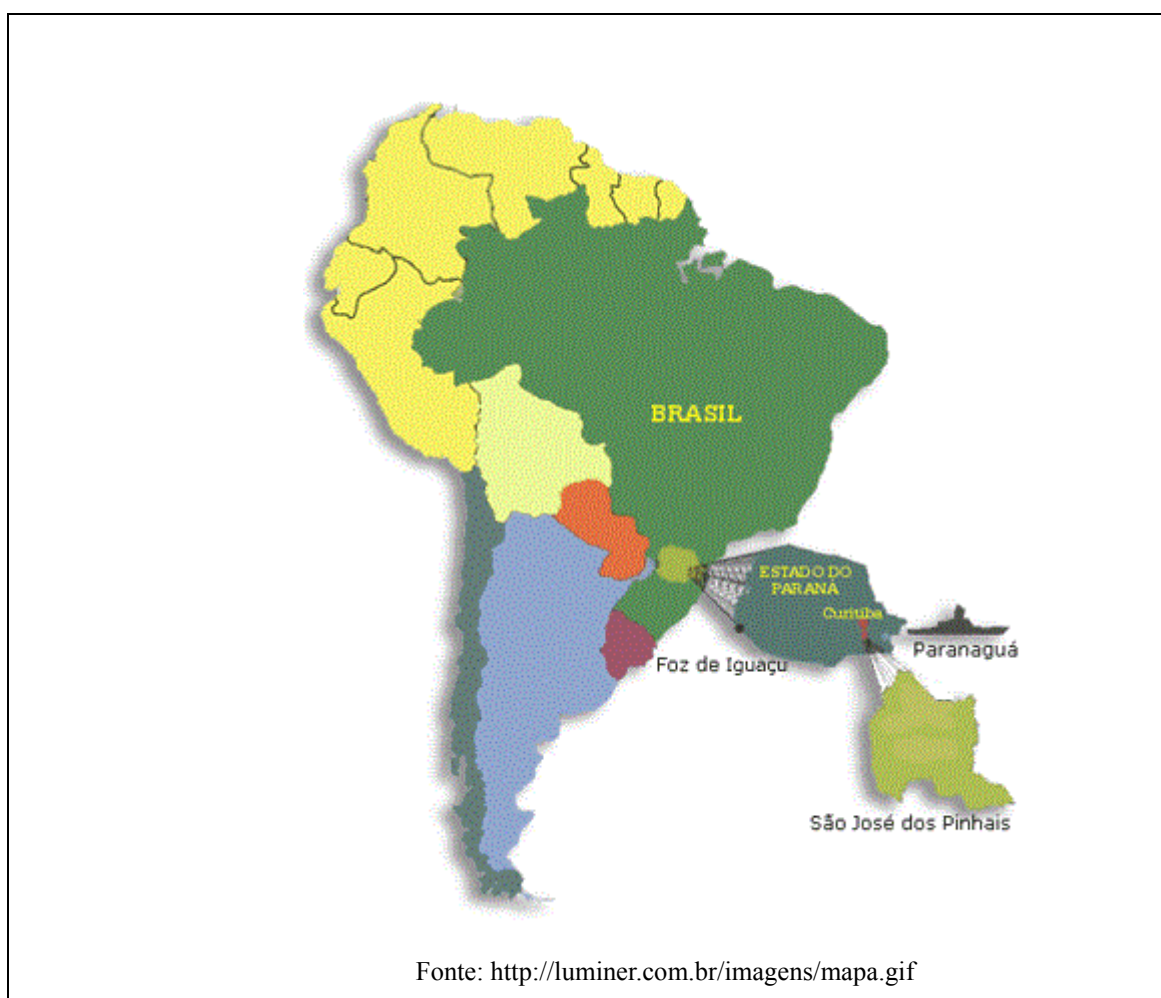 BRASIL
ESTADO DO
PARANÁ
Curitiba
Paranaguá
Foz de Iguaçu
São José dos Pinhais
Fonte: http://luminer.com.br/imagens/mapa.gif